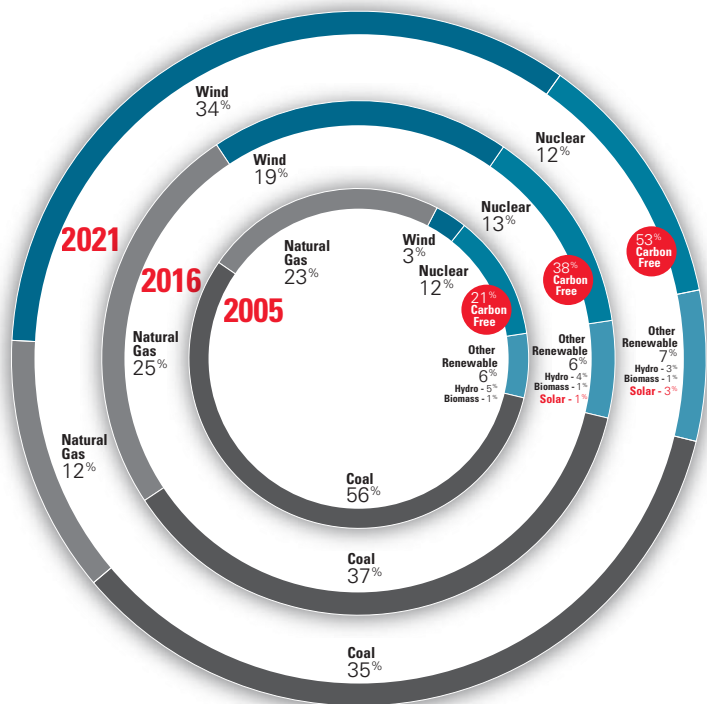 Wind
34%
Nuclear
12%
53%
Carbon
Free
2021
Other
Renewable
7%
Hydro - 3%
Biomass - 1%
Solar - 3%
Natural
Gas
12%
Coal
35%
Wind
19%
Nuclear
13%
38%
Carbon
Free
2016
Other
Renewable
6%
Hydro - 4%
Biomass - 1%
Solar - 1%
Natural
Gas
25%
Coal
37%
Wind
3%
Nuclear
12%
21%
Carbon
Free
2005
Natural
Gas
23%
Other
Renewable
6%
Hydro - 5%
Biomass - 1%
Coal
56%